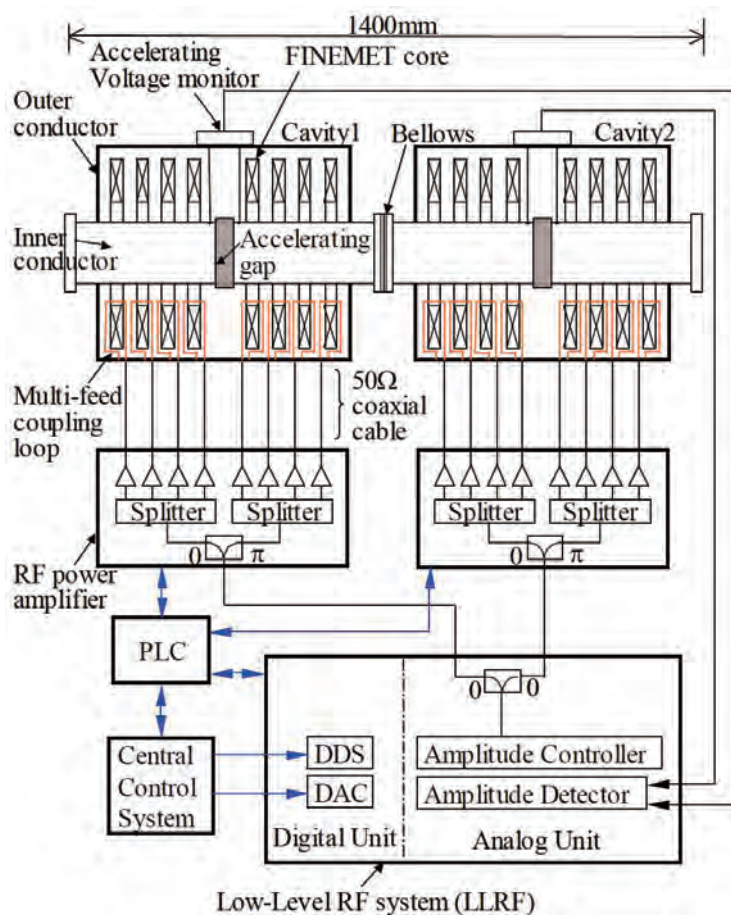 1400mm
Accelerating
Voltage monitor
FINEMET core
Outer
conductor
Cavity1
Bellows
Cavity2
Inner
conductor
Accelerating
gap
Multi-feed
coupling
loop
50Ω
coaxial
cable
Splitter
Splitter
Splitter
Splitter
0
π
0
π
RF power
amplifier
PLC
0
0
Central
Control
System
DDS
DAC
Amplitude Controller
Amplitude Detector
Digital Unit
Analog Unit
Low-Level RF system (LLRF)